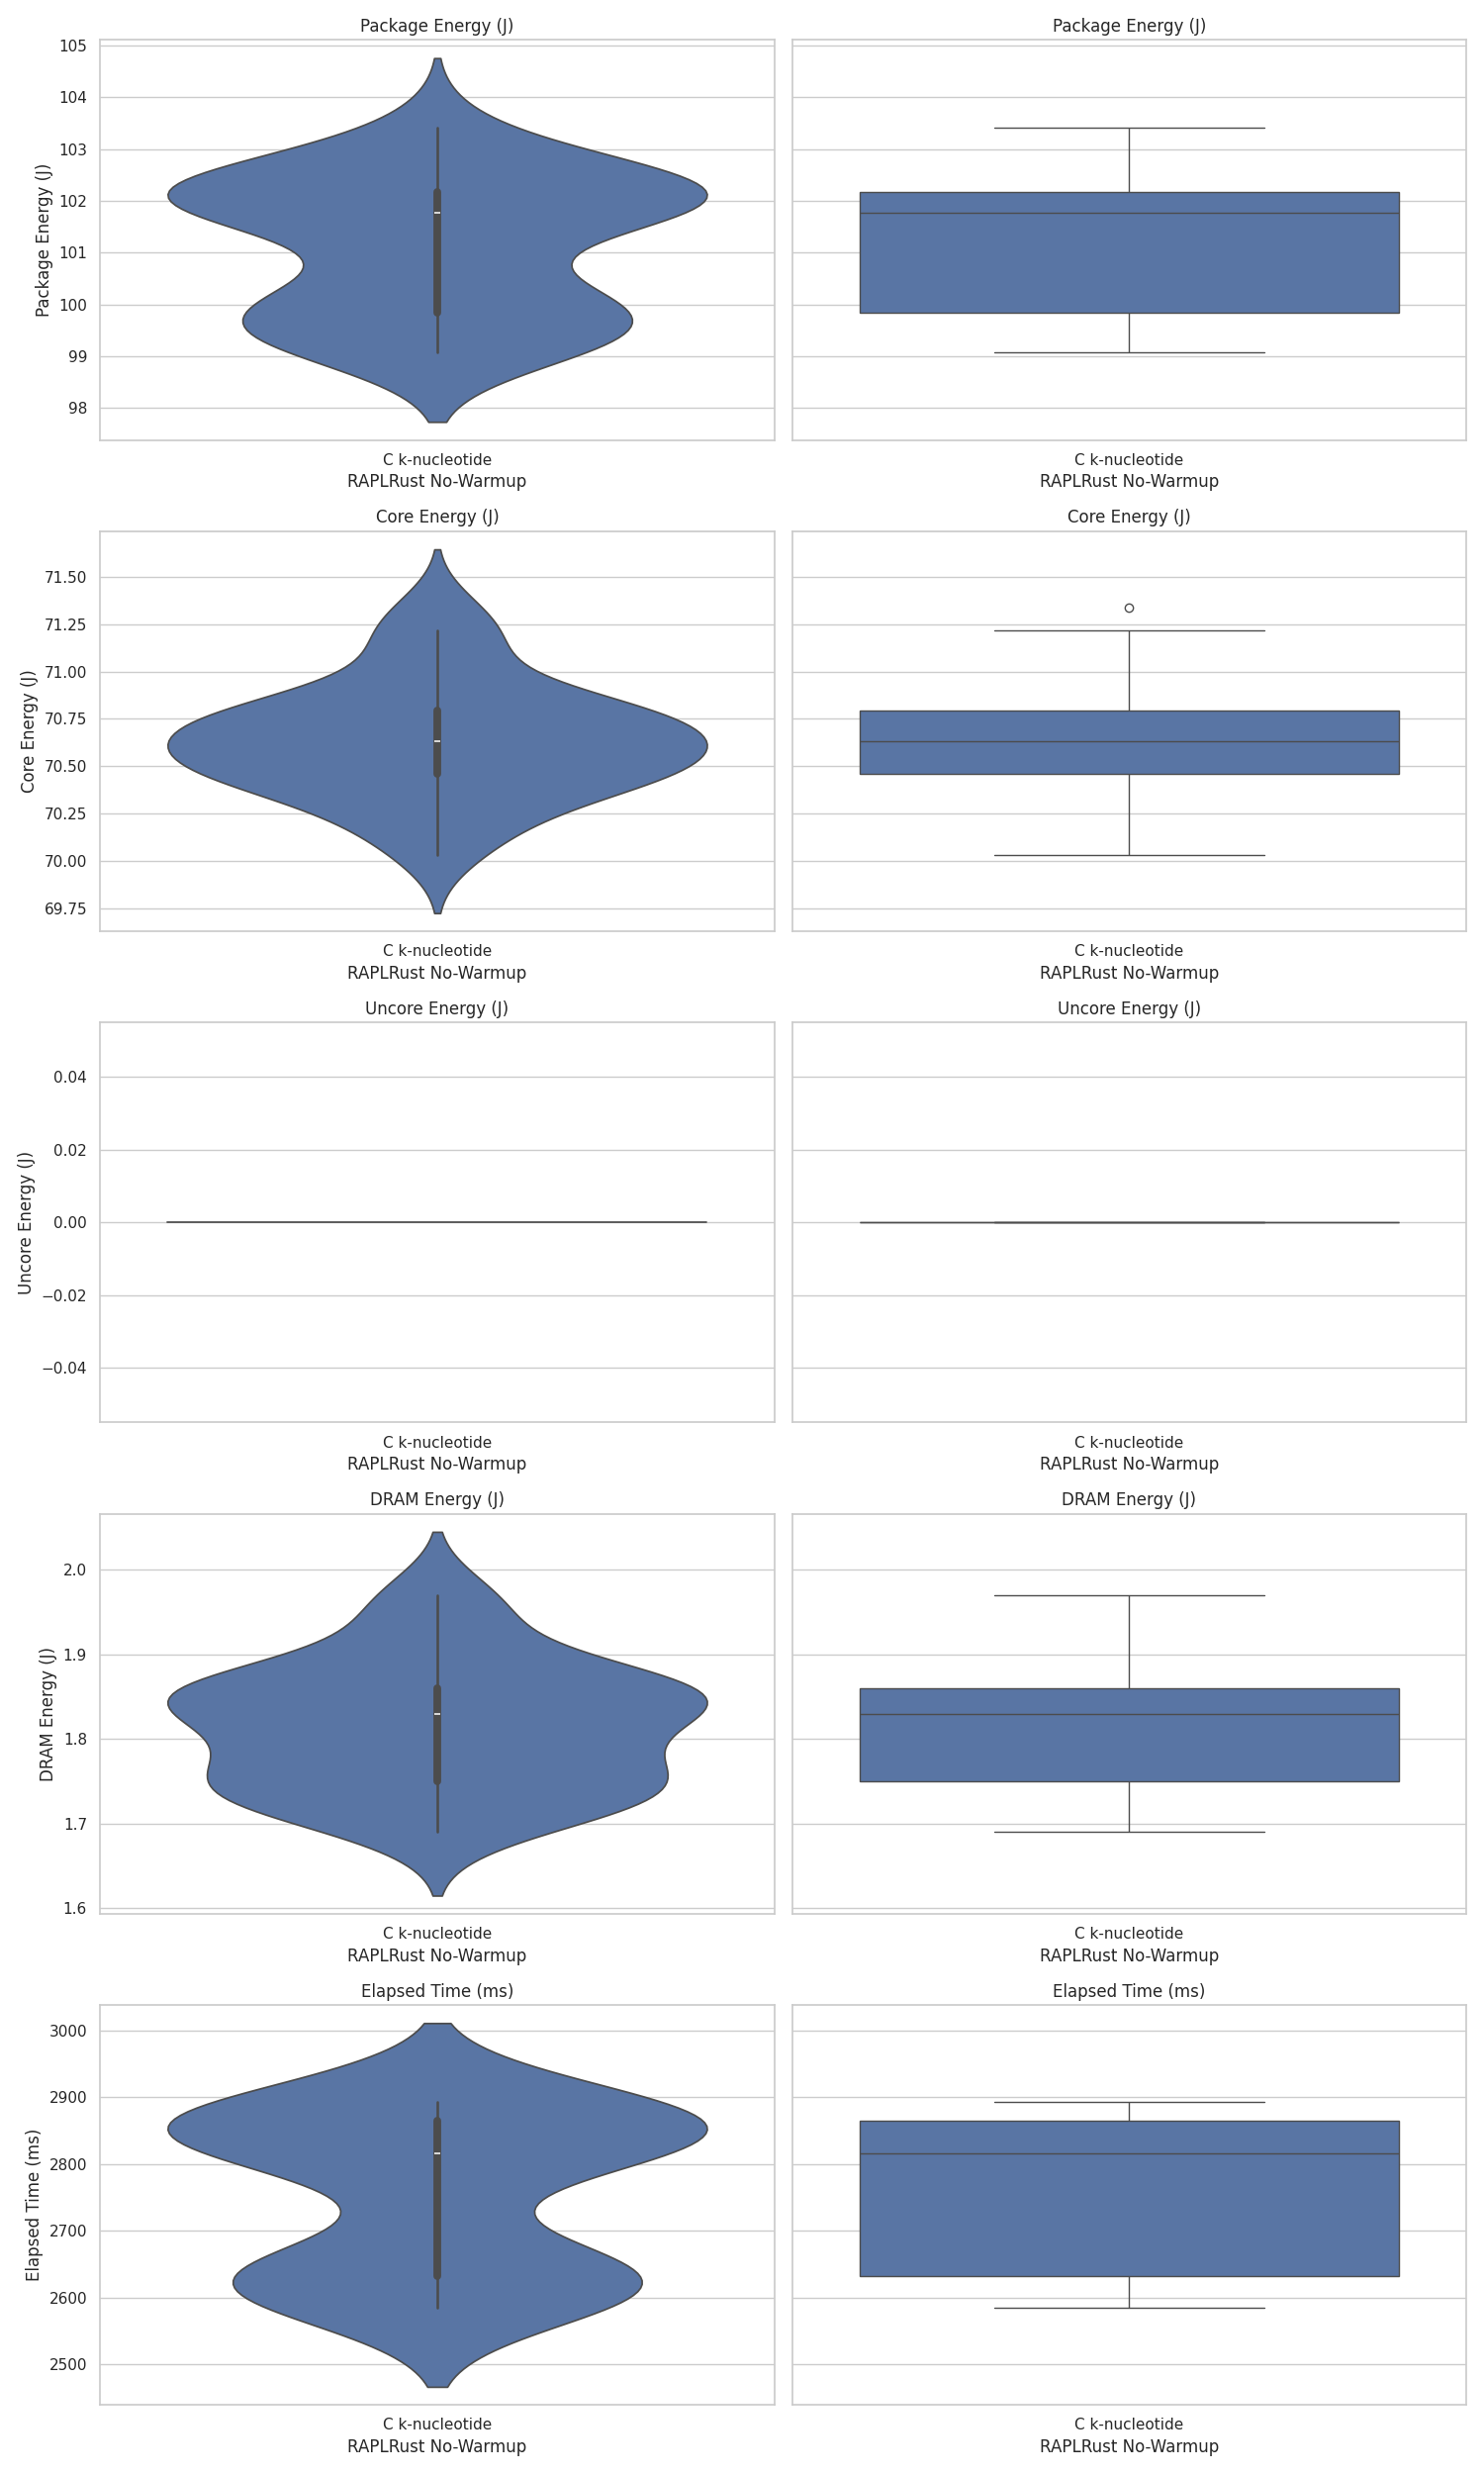 Package Energy (J)
Package Energy (J)
Package Energy (J)
105
104
103
102
101
100
99
98
C k-nucleotide
RAPLRust No-Warmup
C k-nucleotide
RAPLRust No-Warmup
Core Energy (J)
Core Energy (J)
Core Energy (J)
71.50
71.25
71.00
70.75
70.50
70.25
70.00
69.75
C k-nucleotide
RAPLRust No-Warmup
C k-nucleotide
RAPLRust No-Warmup
Uncore Energy (J)
Uncore Energy (J)
Uncore Energy (J)
0.04
0.02
0.00
−0.02
−0.04
C k-nucleotide
RAPLRust No-Warmup
C k-nucleotide
RAPLRust No-Warmup
DRAM Energy (J)
DRAM Energy (J)
DRAM Energy (J)
2.0
1.9
1.8
1.7
1.6
C k-nucleotide
RAPLRust No-Warmup
C k-nucleotide
RAPLRust No-Warmup
Elapsed Time (ms)
Elapsed Time (ms)
Elapsed Time (ms)
3000
2900
2800
2700
2600
2500
C k-nucleotide
RAPLRust No-Warmup
C k-nucleotide
RAPLRust No-Warmup